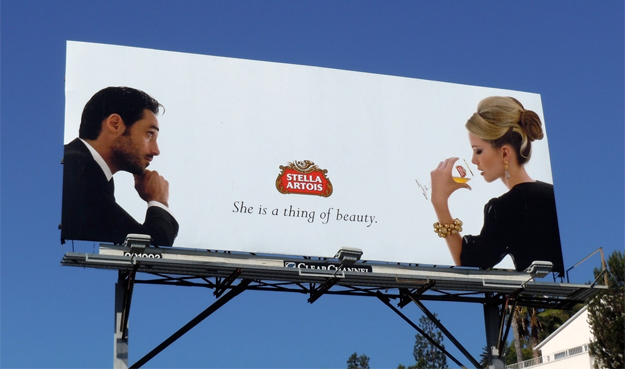 STELLA
ARTOIS
She is a thing of beauty.
CLEAR CHANNEL